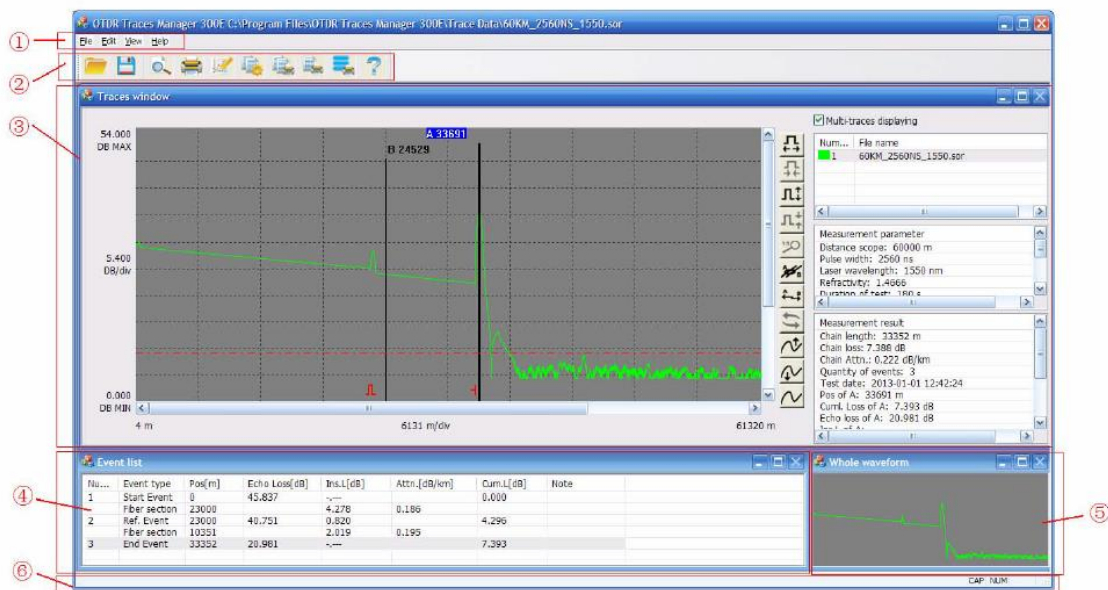 OTDR Traces Manager 300E C:\Program Files\OTDR Traces Manager 300E\Trace Data\60KM_2560NS_1550.sor
①
File Edit View Help
②
③
Traces window
54.000
DB MAX
A 33691
B 24529
5.400
DB/div
0.000
DB MIN
4 m
6131 m/div
61320 m
Multi-traces displaying
Num... File name
1 60KM_2560NS_1550.sor
Measurement parameter
Distance scope: 60000 m
Pulse width: 2560 ns
Laser wavelength: 1550 nm
Refractivity: 1.4666
Duration of test: 180 s
Measurement result
Chain length: 33352 m
Chain loss: 7.388 dB
Chain Attn.: 0.222 dB/km
Quantity of events: 3
Test date: 2013-01-01 12:42:24
Pos of A: 33691 m
Cuml. Loss of A: 7.393 dB
Echo loss of A: 20.981 dB
④
Event list
Nu... Event type Pos[m] Echo Loss[dB] Ins.L[dB] Attn.[dB/km] Cum.L[dB] Note
1 Start Event 0 45.837 -.--- 0.000
Fiber section 23000 4.278 0.186
2 Ref. Event 23000 40.751 0.820 4.296
Fiber section 10351 2.019 0.195
3 End Event 33352 20.981 -.--- 7.393
Whole waveform
⑤
⑥
CAP NUM